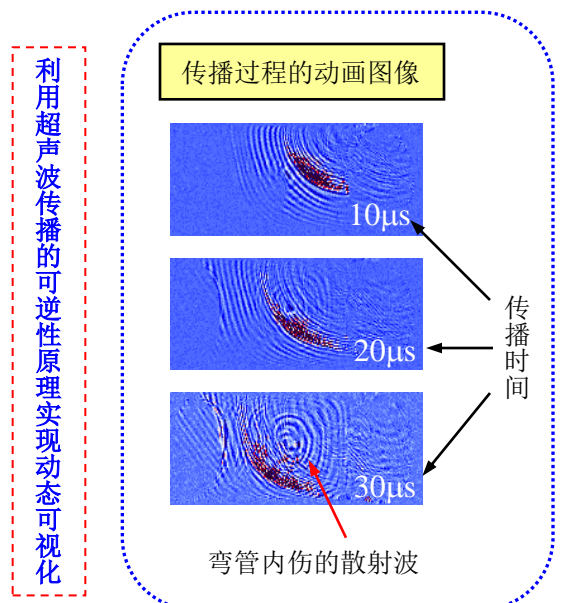 利用超声波传播的可逆性原理实现动态可视化
传播过程的动画图像
10μs
20μs
30μs
传播时间
弯管内伤的散射波